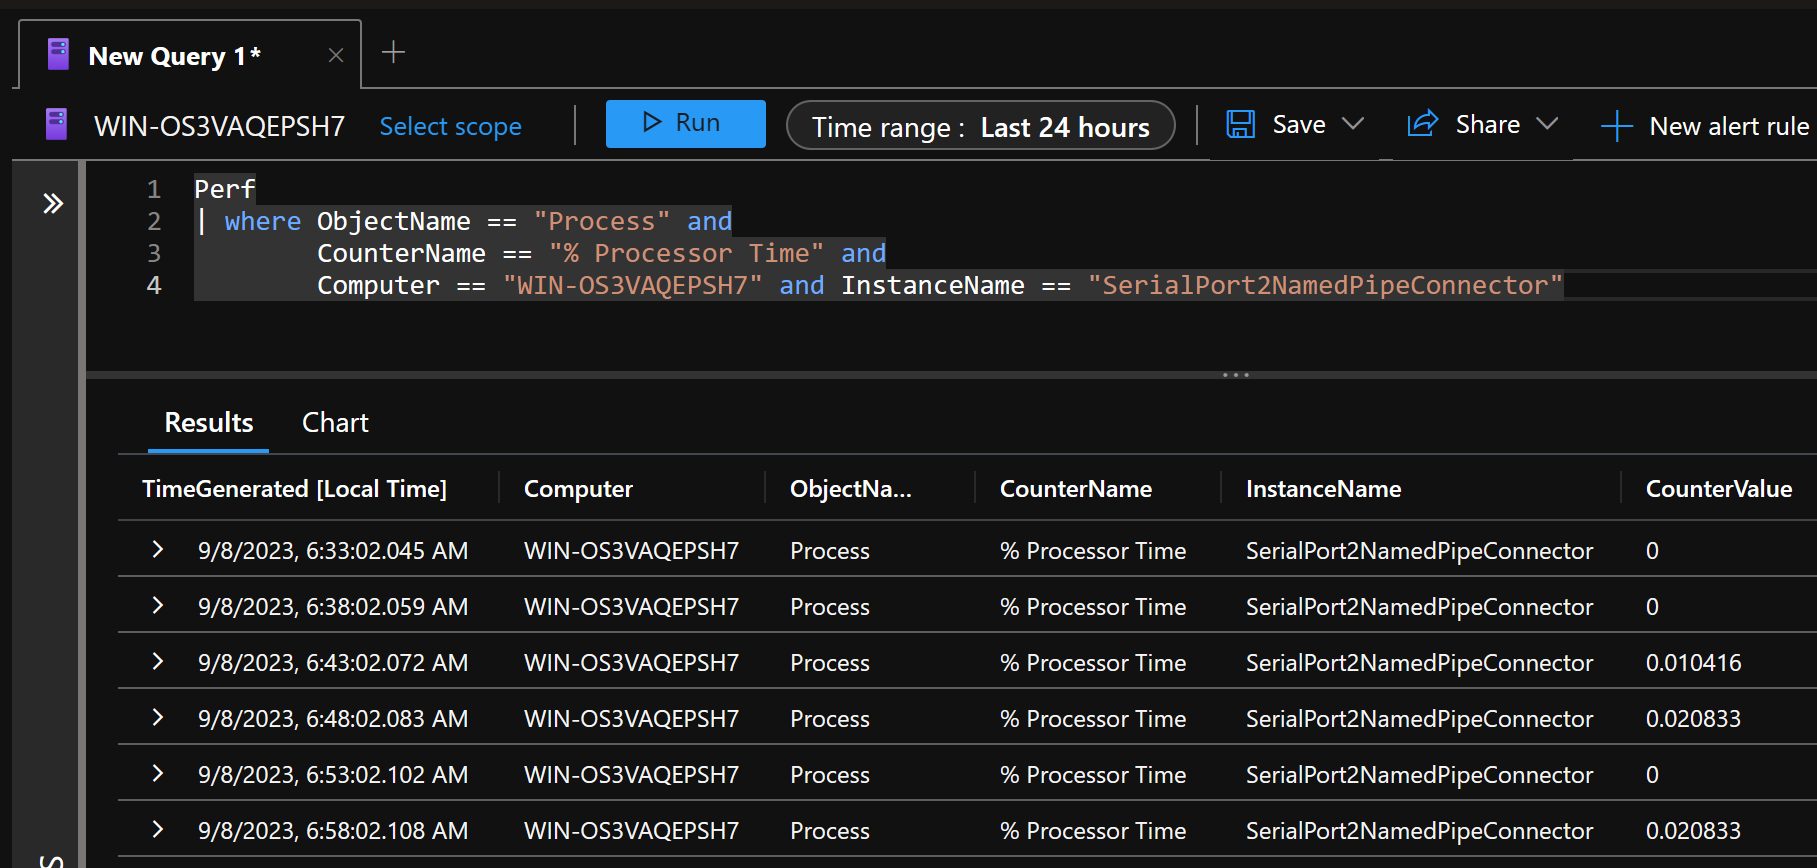 New Query 1*
WIN-OS3VAQEPSH7 Select scope Run Time range : Last 24 hours Save Share New alert rule
1 Perf
2 | where ObjectName == "Process" and
3 CounterName == "% Processor Time" and
4 Computer == "WIN-OS3VAQEPSH7" and InstanceName == "SerialPort2NamedPipeConnector"
Results Chart
TimeGenerated [Local Time] Computer ObjectNa... CounterName InstanceName CounterValue
9/8/2023, 6:33:02.045 AM WIN-OS3VAQEPSH7 Process % Processor Time SerialPort2NamedPipeConnector 0
9/8/2023, 6:38:02.059 AM WIN-OS3VAQEPSH7 Process % Processor Time SerialPort2NamedPipeConnector 0
9/8/2023, 6:43:02.072 AM WIN-OS3VAQEPSH7 Process % Processor Time SerialPort2NamedPipeConnector 0.010416
9/8/2023, 6:48:02.083 AM WIN-OS3VAQEPSH7 Process % Processor Time SerialPort2NamedPipeConnector 0.020833
9/8/2023, 6:53:02.102 AM WIN-OS3VAQEPSH7 Process % Processor Time SerialPort2NamedPipeConnector 0
9/8/2023, 6:58:02.108 AM WIN-OS3VAQEPSH7 Process % Processor Time SerialPort2NamedPipeConnector 0.020833